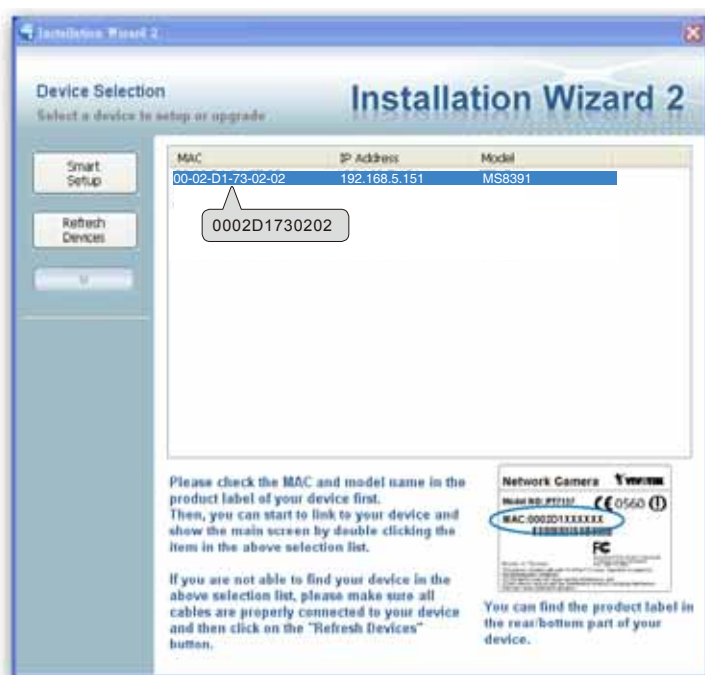 Installation Wizard 2
Device Selection
Select a device to setup or upgrade
Installation Wizard 2
Smart
Setup
Refresh
Devices
MAC IP Address Model
00-02-D1-73-02-02 192.168.5.151 MS8391
0002D1730202
Please check the MAC and model name in the
product label of your device first.
Then, you can start to link to your device and
show the main screen by double clicking the
item in the above selection list.
If you are not able to find your device in the
above selection list, please make sure all
cables are properly connected to your device
and then click on the "Refresh Devices"
button.
Network Camera VIVOTEK
Model NO: PT7137 CE 0560
MAC:0002D1XXXXXX
FC
You can find the product label in
the rear/bottom part of your
device.